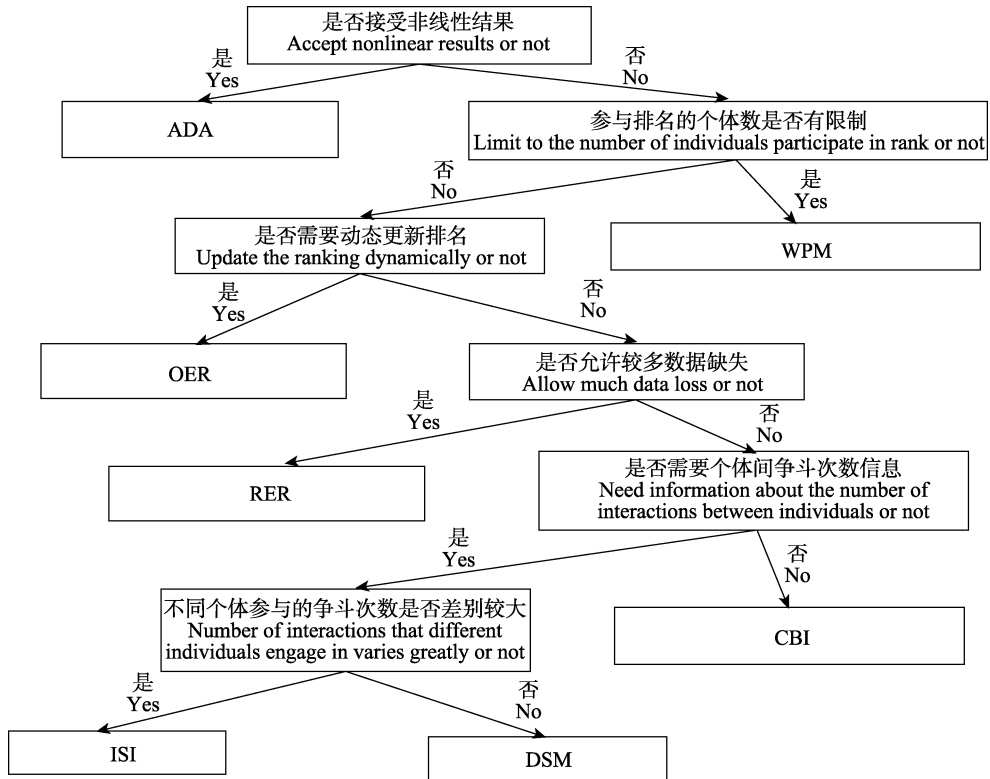 是否接受非线性结果
Accept nonlinear results or not
是
Yes
否
No
ADA
参与排名的个体数是否有限制
Limit to the number of individuals participate in rank or not
否
No
是
Yes
是否需要动态更新排名
Update the ranking dynamically or not
WPM
是
Yes
否
No
OER
是否允许较多数据缺失
Allow much data loss or not
是
Yes
否
No
RER
是否需要个体间争斗次数信息
Need information about the number of
interactions between individuals or not
是
Yes
否
No
不同个体参与的争斗次数是否差别较大
Number of interactions that different
individuals engage in varies greatly or not
CBI
是
Yes
否
No
ISI
DSM